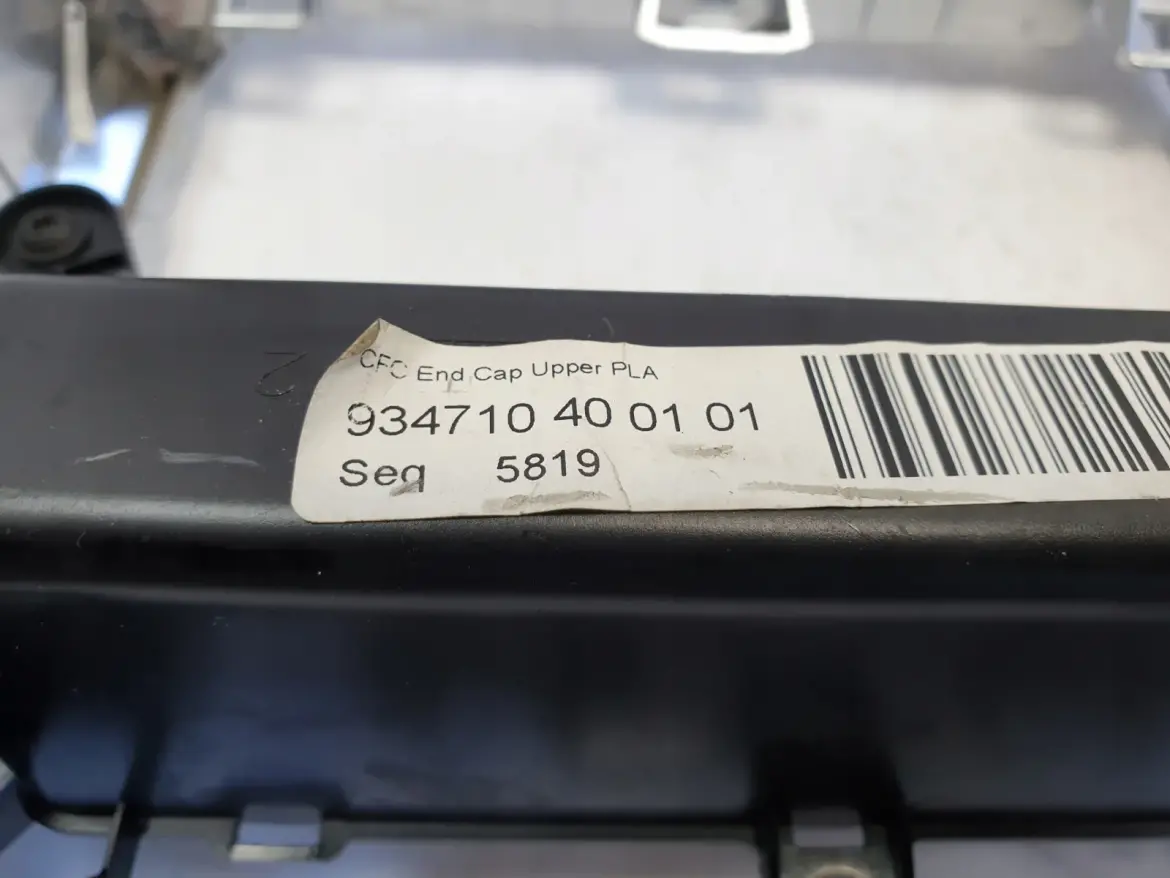 CFC End Cap Upper PLA
934710 40 01 01
Seq 5819